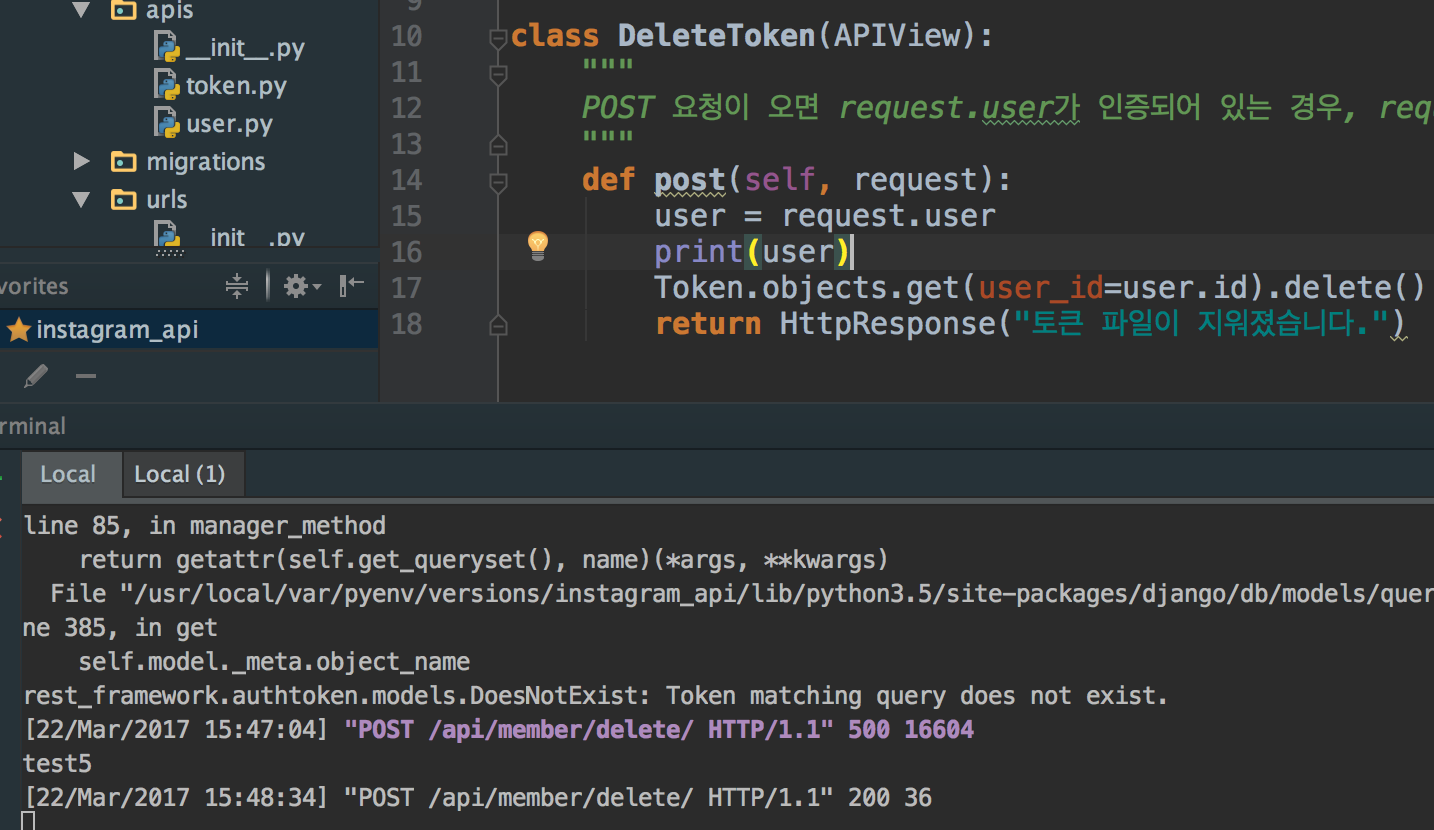 apis
__init__.py
token.py
user.py
migrations
urls
__init__.py
vorites
instagram_api
9
10 class DeleteToken(APIView):
11 """
12 POST 요청이 오면 request.user가 인증되어 있는 경우, req
13 """
14 def post(self, request):
15 user = request.user
16 print(user)
17 Token.objects.get(user_id=user.id).delete()
18 return HttpResponse("토큰 파일이 지워졌습니다.")
rminal
Local Local (1)
line 85, in manager_method
return getattr(self.get_queryset(), name)(*args, **kwargs)
File "/usr/local/var/pyenv/versions/instagram_api/lib/python3.5/site-packages/django/db/models/quer
ne 385, in get
self.model._meta.object_name
rest_framework.authtoken.models.DoesNotExist: Token matching query does not exist.
[22/Mar/2017 15:47:04] "POST /api/member/delete/ HTTP/1.1" 500 16604
test5
[22/Mar/2017 15:48:34] "POST /api/member/delete/ HTTP/1.1" 200 36